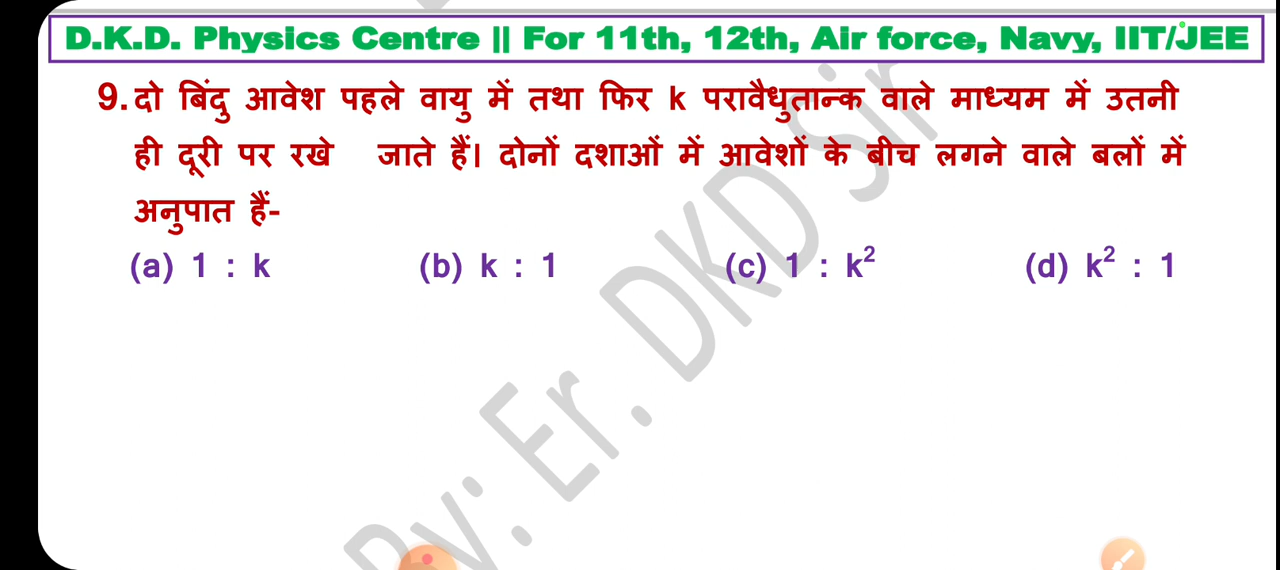 D.K.D. Physics Centre || For 11th, 12th, Air force, Navy, IIT/JEE
9. दो बिंदु आवेश पहले वायु में तथा फिर k परावैधुतान्क वाले माध्यम में उतनी
ही दूरी पर रखे जाते हैं। दोनों दशाओं में आवेशों के बीच लगने वाले बलों में
अनुपात हैं-
(a) 1 : k (b) k : 1 (c) 1 : k² (d) k² : 1
By: Er. DKD Sir